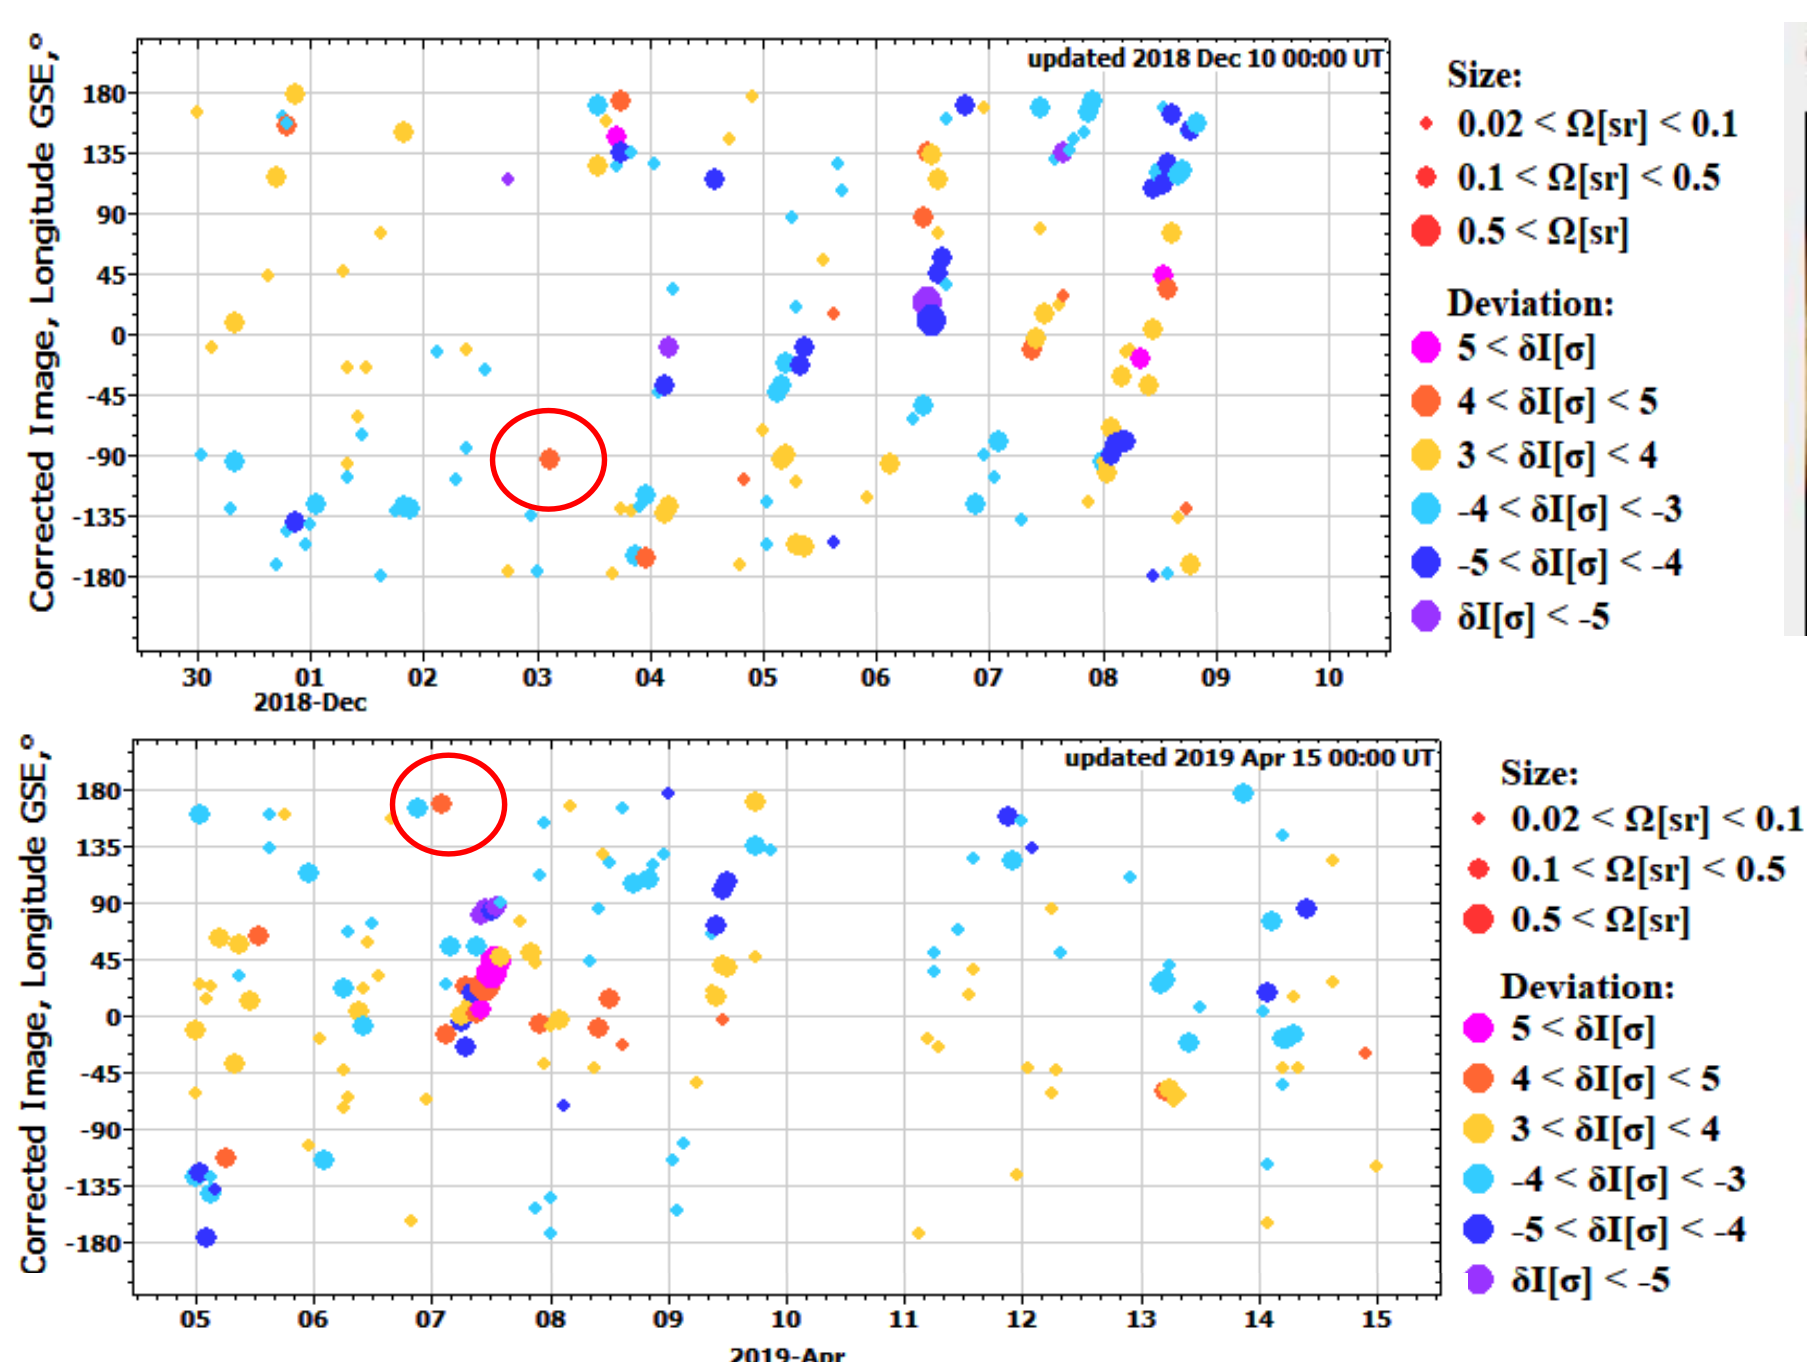 updated 2018 Dec 10 00:00 UT
Corrected Image, Longitude GSE,°
180
135
90
45
0
-45
-90
-135
-180
30 01 02 03 04 05 06 07 08 09 10
2018-Dec
Size:
0.02 < Ω[sr] < 0.1
0.1 < Ω[sr] < 0.5
0.5 < Ω[sr]
Deviation:
5 < δI[σ]
4 < δI[σ] < 5
3 < δI[σ] < 4
-4 < δI[σ] < -3
-5 < δI[σ] < -4
δI[σ] < -5
updated 2019 Apr 15 00:00 UT
Corrected Image, Longitude GSE,°
180
135
90
45
0
-45
-90
-135
-180
05 06 07 08 09 10 11 12 13 14 15
2019-Apr
Size:
0.02 < Ω[sr] < 0.1
0.1 < Ω[sr] < 0.5
0.5 < Ω[sr]
Deviation:
5 < δI[σ]
4 < δI[σ] < 5
3 < δI[σ] < 4
-4 < δI[σ] < -3
-5 < δI[σ] < -4
δI[σ] < -5